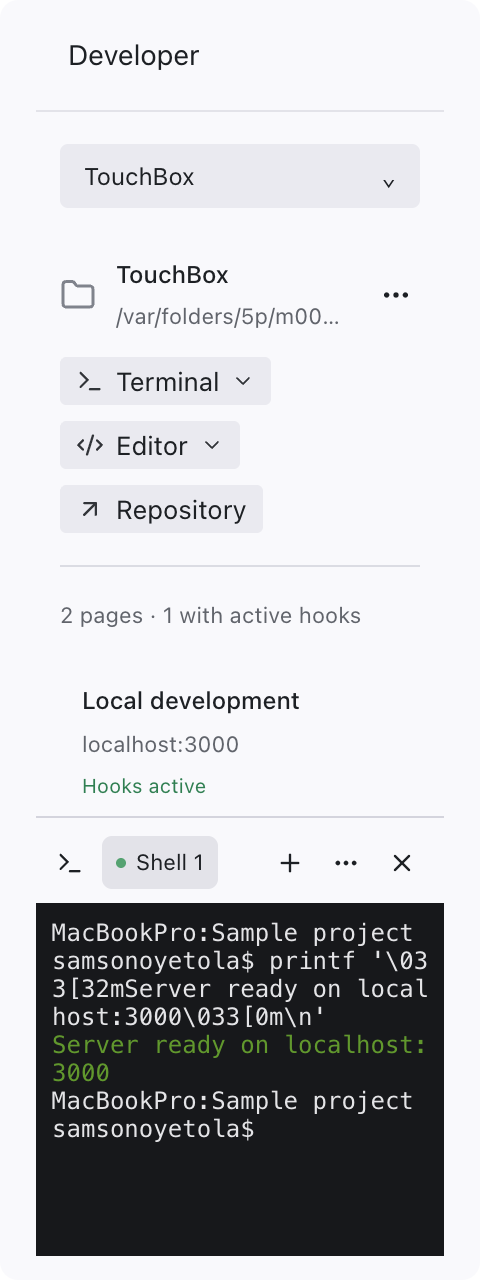 Developer
TouchBox
TouchBox
/var/folders/5p/m00...
Terminal
Editor
Repository
2 pages · 1 with active hooks
Local development
localhost:3000
Hooks active
Shell 1
MacBookPro:Sample project
samsonoyetola$ printf '\03
3[32mServer ready on local
host:3000\033[0m\n'
Server ready on localhost:
3000
MacBookPro:Sample project
samsonoyetola$